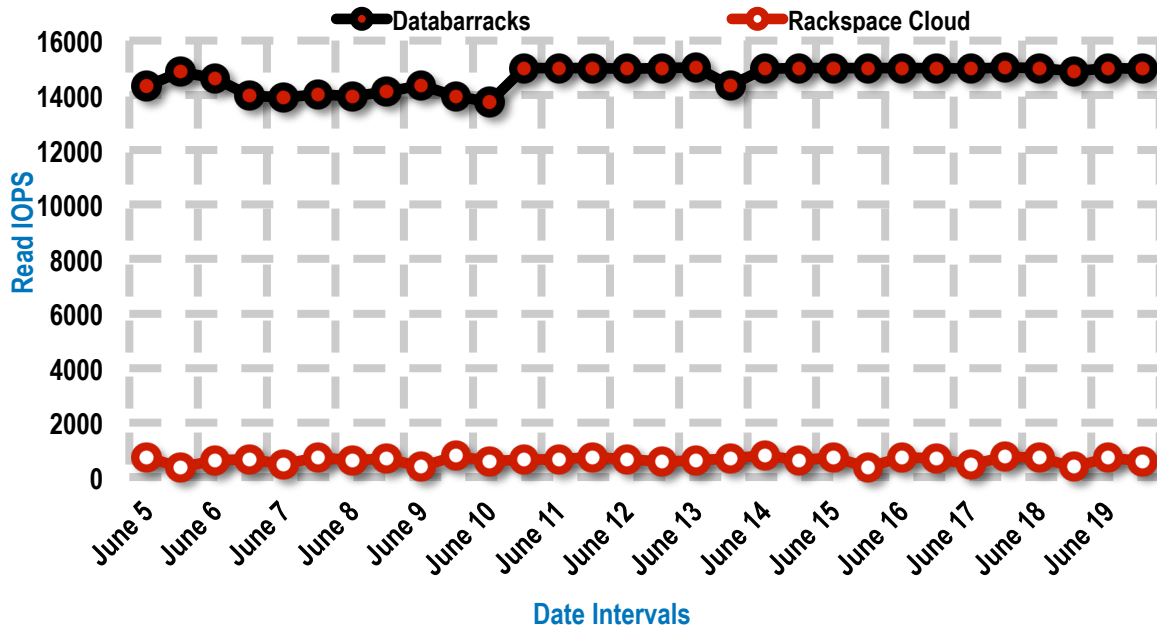 Databarracks Rackspace Cloud
16000
14000
12000
10000
8000
6000
4000
2000
0
Read IOPS
June 5 June 6 June 7 June 8 June 9 June 10 June 11 June 12 June 13 June 14 June 15 June 16 June 17 June 18 June 19
Date Intervals